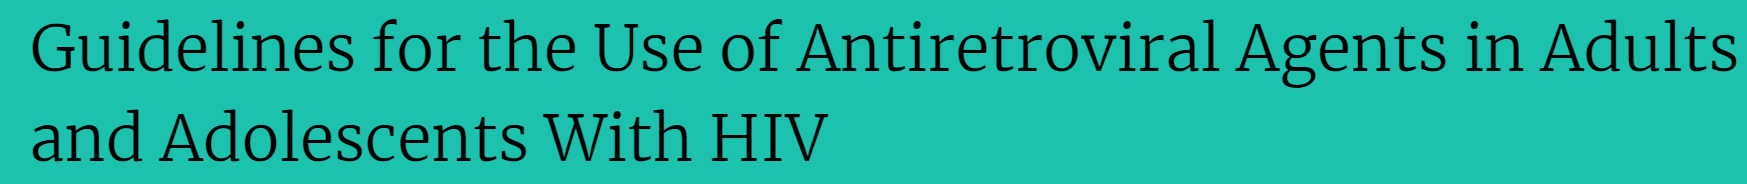 Guidelines for the Use of Antiretroviral Agents in Adults
and Adolescents With HIV